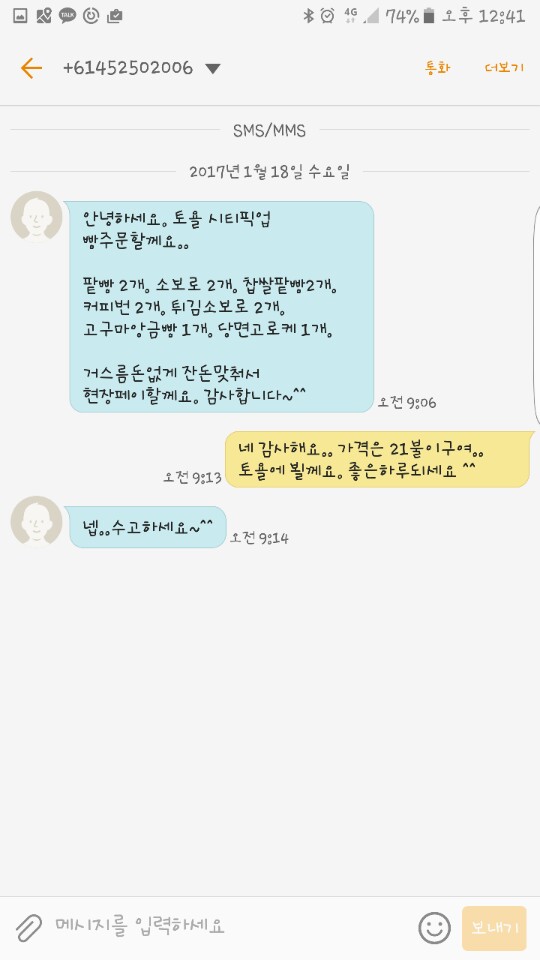 TALK
4G
74%
오후 12:41
+61452502006
통화
더보기
SMS/MMS
2017년 1월 18일 수요일
안녕하세요. 토욜 시티픽업
빵주문할께요..
팥빵 2개, 소보로 2개, 찹쌀팥빵2개,
커피번 2개, 튀김소보로 2개,
고구마앙금빵 1개, 당면고로케 1개,
거스름돈없게 잔돈맞춰서
현장페이할께요. 감사합니다~^^
오전 9:06
네 감사해요.. 가격은 21불이구여..
토욜에 뵐께요. 좋은하루되세요 ^^
오전 9:13
넵..수고하세요~^^
오전 9:14
메시지를 입력하세요
보내기